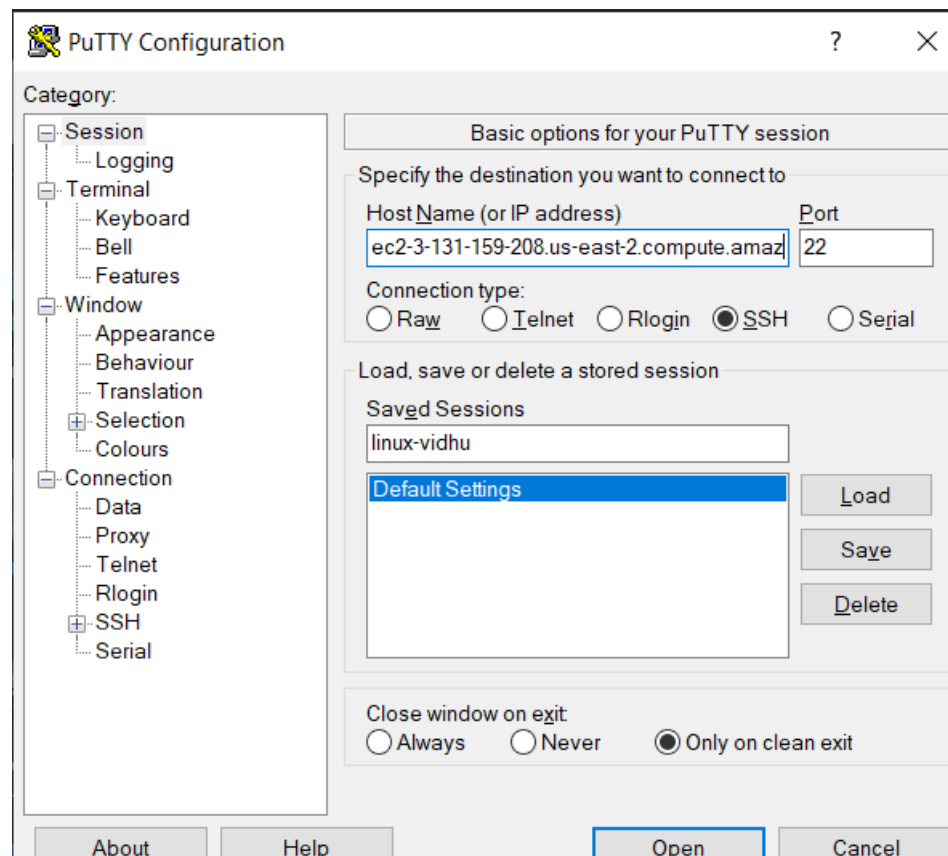 PuTTY Configuration
?
Category:
Session
Logging
Terminal
Keyboard
Bell
Features
Window
Appearance
Behaviour
Translation
Selection
Colours
Connection
Data
Proxy
Telnet
Rlogin
SSH
Serial
Basic options for your PuTTY session
Specify the destination you want to connect to
Host Name (or IP address) Port
ec2-3-131-159-208.us-east-2.compute.amaz 22
Connection type:
Raw Telnet Rlogin SSH Serial
Load, save or delete a stored session
Saved Sessions
linux-vidhu
Default Settings
Load
Save
Delete
Close window on exit:
Always Never Only on clean exit
About Help Open Cancel